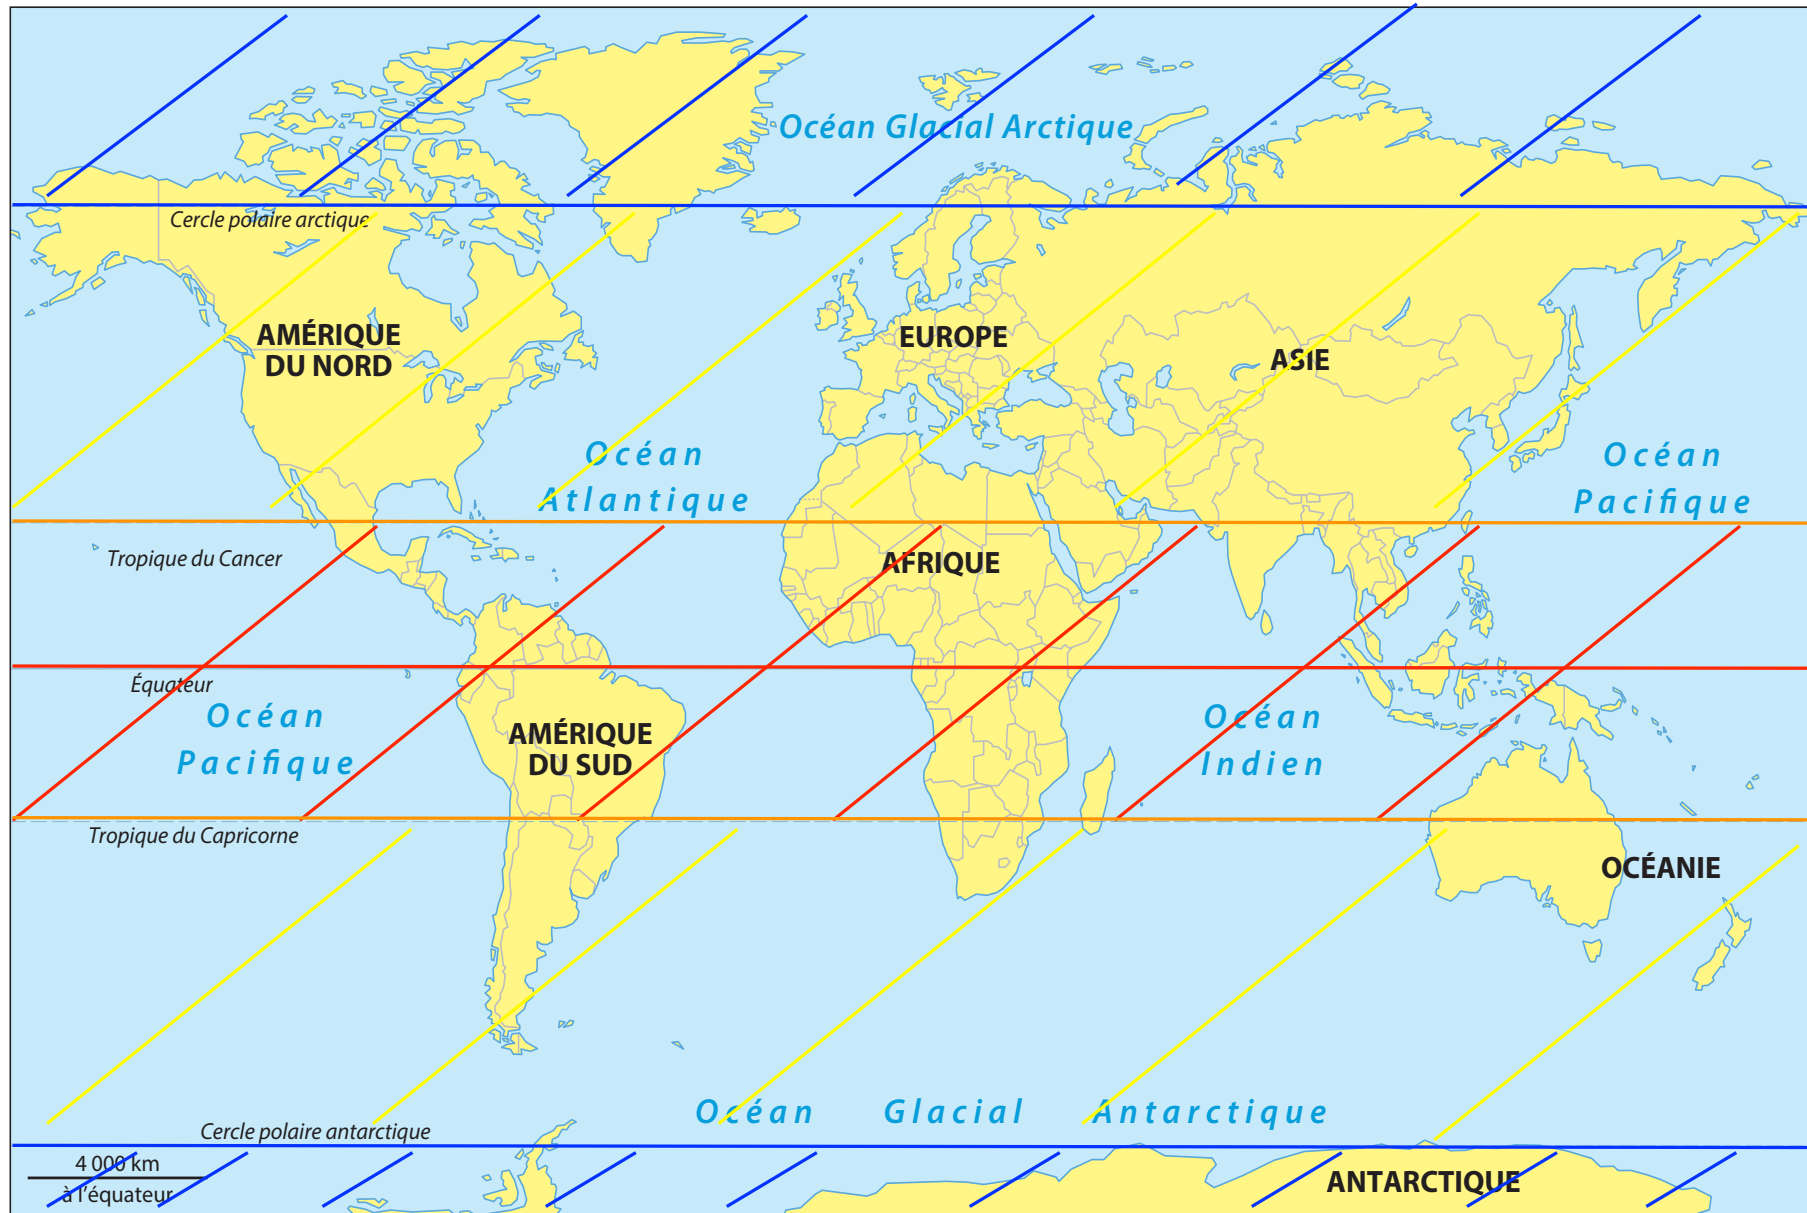 Océan Glacial Arctique
Cercle polaire arctique
AMÉRIQUE
DU NORD
EUROPE
ASIE
Océan
Atlantique
Océan
Pacifique
Tropique du Cancer
AFRIQUE
Équateur
Océan
Pacifique
AMÉRIQUE
DU SUD
Océan
Indien
Tropique du Capricorne
OCÉANIE
Océan Glacial Antarctique
Cercle polaire antarctique
4 000 km
à l'équateur
ANTARCTIQUE